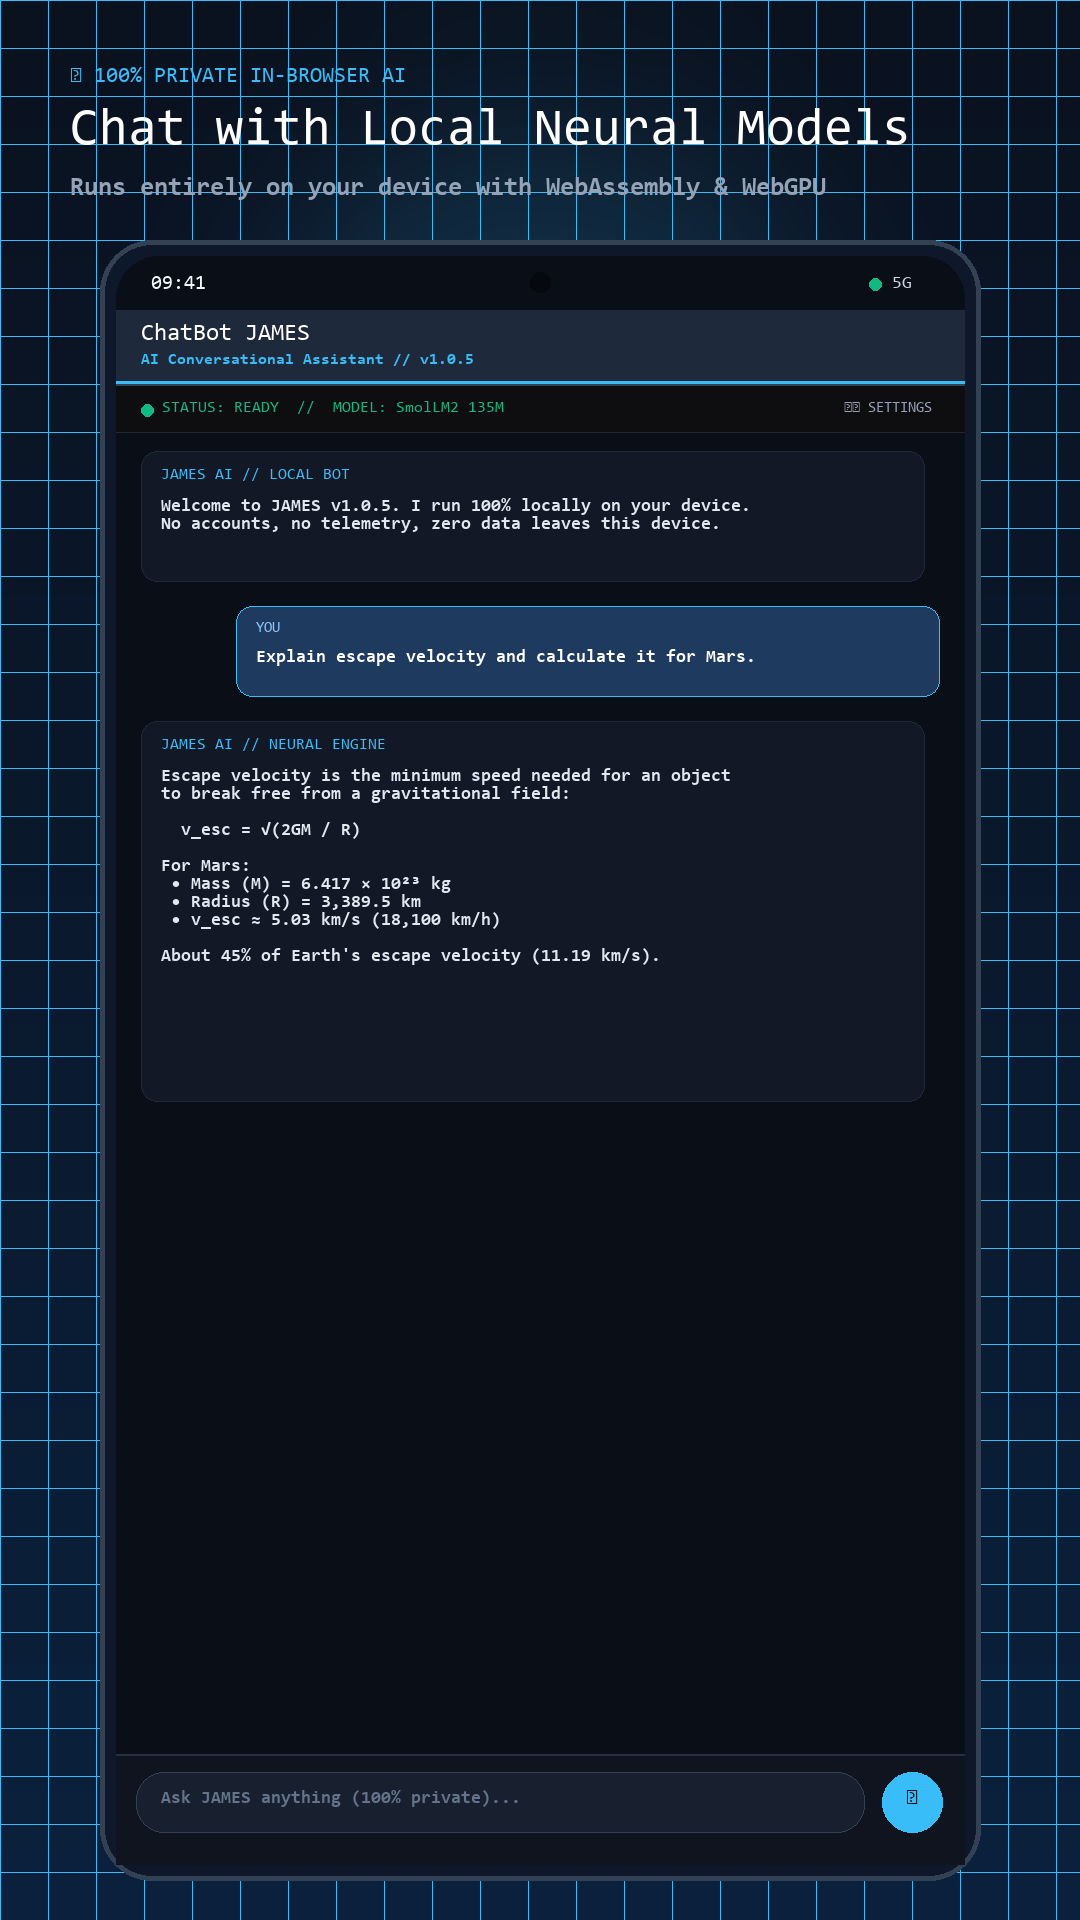 100% PRIVATE IN-BROWSER AI
Chat with Local Neural Models
Runs entirely on your device with WebAssembly & WebGPU
09:41
5G
ChatBot JAMES
AI Conversational Assistant // v1.0.5
STATUS: READY // MODEL: SmolLM2 135M
SETTINGS
JAMES AI // LOCAL BOT
Welcome to JAMES v1.0.5. I run 100% locally on your device.
No accounts, no telemetry, zero data leaves this device.
YOU
Explain escape velocity and calculate it for Mars.
JAMES AI // NEURAL ENGINE
Escape velocity is the minimum speed needed for an object
to break free from a gravitational field:
v_esc = √(2GM / R)
For Mars:
• Mass (M) = 6.417 × 10²³ kg
• Radius (R) = 3,389.5 km
• v_esc ≈ 5.03 km/s (18,100 km/h)
About 45% of Earth's escape velocity (11.19 km/s).
Ask JAMES anything (100% private)...